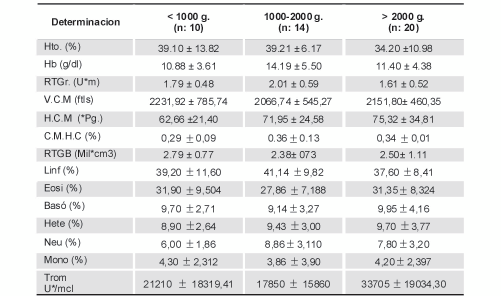 Determinacion < 1000 g. (n: 10) 1000-2000 g. (n: 14) > 2000 g. (n: 20)
Hto. (%) 39.10 ± 13.82 39.21 ± 6.17 34.20 ±10.98
Hb (g/dl) 10.88 ± 3.61 14.19 ± 5.50 11.40 ± 4.38
RTGr. (U*m) 1.79 ± 0.48 2.01 ± 0.59 1.61 ± 0.52
V.C.M (ftls) 2231,92 ± 785,74 2066,74 ± 545,27 2151,80± 460,35
H.C.M (*Pg.) 62,66 ±21,40 71,95 ± 24,58 75,32 ± 34,81
C.M.H.C (%) 0,29 ± 0,09 0.36 ± 0.13 0,34 ± 0,01
RTGB (Mil*cm3) 2.79 ± 0.77 2.38± 073 2.50± 1.11
Linf (%) 39,20 ± 11,60 41,14 ± 9,82 37,60 ± 8,41
Eosi (%) 31,90 ± 9,504 27,86 ± 7,188 31,35 ± 8,324
Basó (%) 9,70 ± 2,71 9,14 ± 3,27 9,95 ± 4,16
Hete (%) 8,90 ± 2,64 9,43 ± 3,00 9,70 ± 3,77
Neu (%) 6,00 ± 1,86 8,86 ± 3,110 7,80 ± 3,20
Mono (%) 4,30 ± 2,312 3,86 ± 3,90 4,20 ± 2,397
Trom U*/mcl 21210 ± 18319,41 17850 ± 15860 33705 ± 19034,30